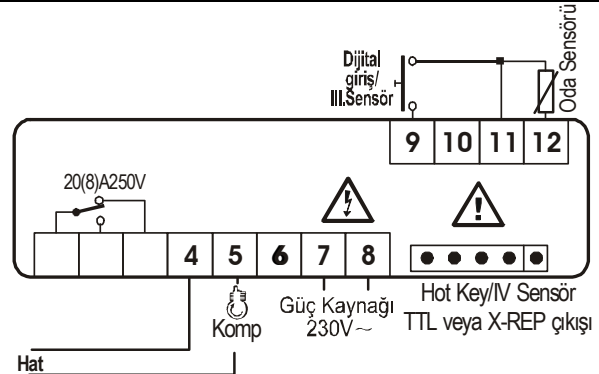 Dijital
giriş/
III.Sensör
Oda Sensörü
9 10 11 12
20(8)A250V
4 5 6 7 8
Komp
Güç Kaynağı
230V~
Hot Key/IV Sensör
TTL veya X-REP çıkışı
Hat